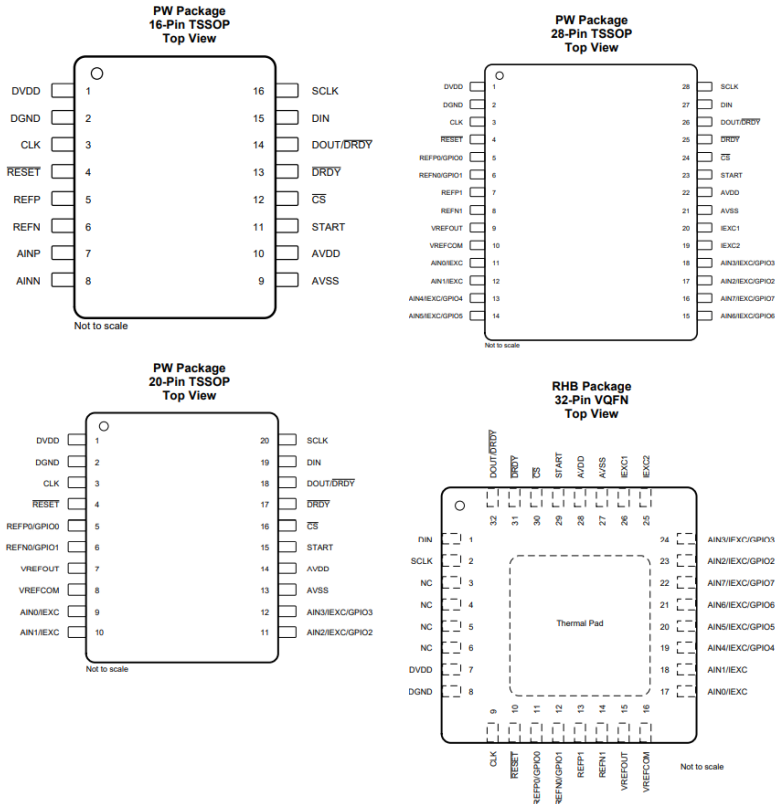 PW Package
16-Pin TSSOP
Top View
DVDD 1 16 SCLK
DGND 2 15 DIN
CLK 3 14 DOUT/DRDY
RESET 4 13 DRDY
REFP 5 12 CS
REFN 6 11 START
AINP 7 10 AVDD
AINN 8 9 AVSS
Not to scale
PW Package
28-Pin TSSOP
Top View
DVDD 1 28 SCLK
DGND 2 27 DIN
CLK 3 26 DOUT/DRDY
RESET 4 25 DRDY
REFP0/GPIO0 5 24 CS
REFN0/GPIO1 6 23 START
REFP1 7 22 AVDD
REFN1 8 21 AVSS
VREFOUT 9 20 IEXC1
VREFCOM 10 19 IEXC2
AIN0/IEXC 11 18 AIN3/IEXC/GPIO3
AIN1/IEXC 12 17 AIN2/IEXC/GPIO2
AIN4/IEXC/GPIO4 13 16 AIN7/IEXC/GPIO7
AIN5/IEXC/GPIO5 14 15 AIN6/IEXC/GPIO6
Not to scale
PW Package
20-Pin TSSOP
Top View
DVDD 1 20 SCLK
DGND 2 19 DIN
CLK 3 18 DOUT/DRDY
RESET 4 17 DRDY
REFP0/GPIO0 5 16 CS
REFN0/GPIO1 6 15 START
VREFOUT 7 14 AVDD
VREFCOM 8 13 AVSS
AIN0/IEXC 9 12 AIN3/IEXC/GPIO3
AIN1/IEXC 10 11 AIN2/IEXC/GPIO2
Not to scale
RHB Package
32-Pin VQFN
Top View
DOUT/DRDY DRDY CS START AVDD AVSS IEXC1 IEXC2
32 31 30 29 28 27 26 25
DIN 1 24 AIN3/IEXC/GPIO3
SCLK 2 23 AIN2/IEXC/GPIO2
NC 3 22 AIN7/IEXC/GPIO7
NC 4 21 AIN6/IEXC/GPIO6
NC 5 20 AIN5/IEXC/GPIO5
NC 6 19 AIN4/IEXC/GPIO4
DVDD 7 18 AIN1/IEXC
DGND 8 17 AIN0/IEXC
Thermal Pad
9 10 11 12 13 14 15 16
CLK RESET REFP0/GPIO0 REFN0/GPIO1 REFP1 REFN1 VREFOUT VREFCOM
Not to scale